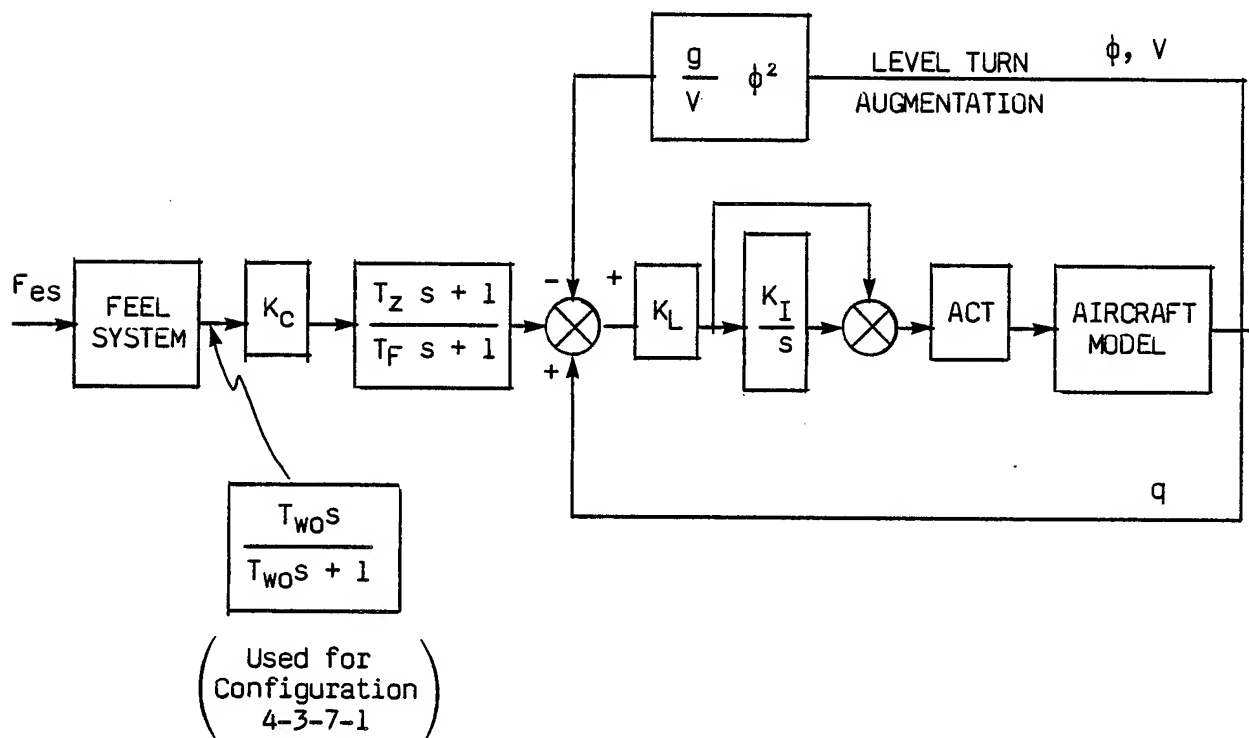 g
V
ϕ²
LEVEL TURN
AUGMENTATION
ϕ, V
Fes
FEEL
SYSTEM
K_C
T_Z s + 1
T_F s + 1
-
+
+
K_L
K_I
s
ACT
AIRCRAFT
MODEL
q
T_WO s
T_WO s + 1
(Used for
Configuration
4-3-7-1)